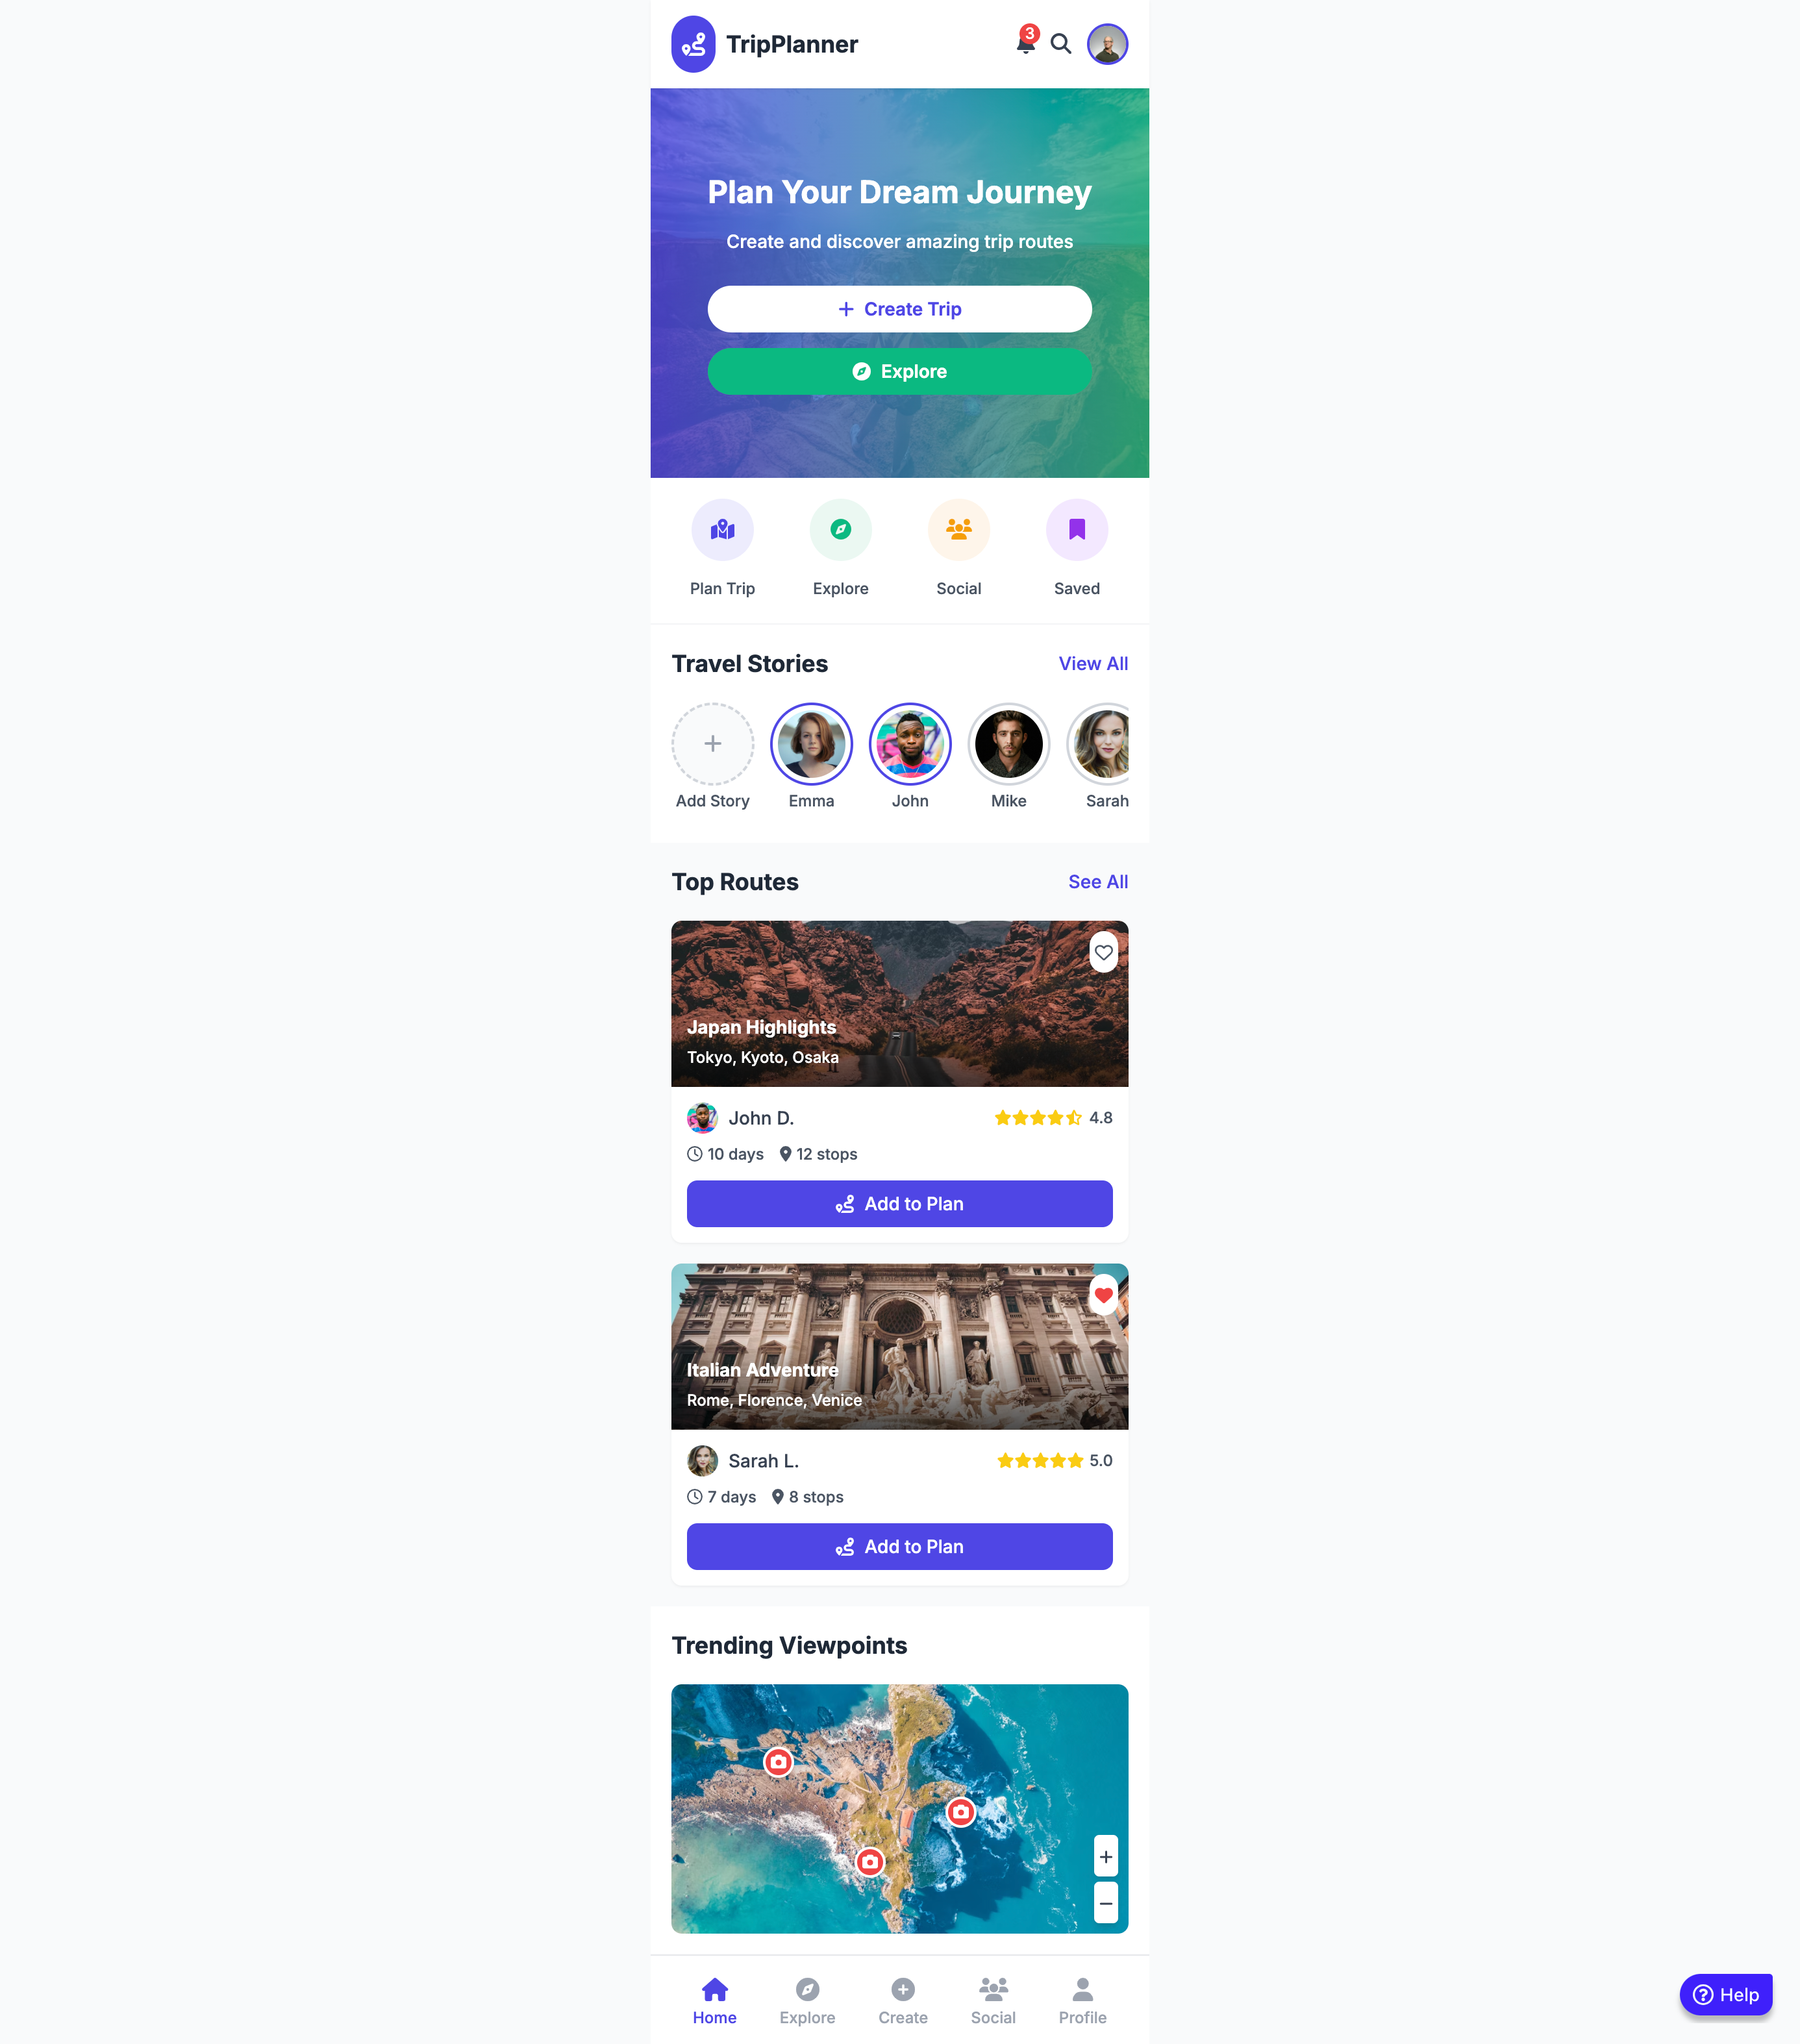 TripPlanner
3
Plan Your Dream Journey
Create and discover amazing trip routes
Create Trip
Explore
Plan Trip
Explore
Social
Saved
Travel Stories
View All
Add Story
Emma
John
Mike
Sarah
Top Routes
See All
Japan Highlights
Tokyo, Kyoto, Osaka
John D.
4.8
10 days
12 stops
Add to Plan
Italian Adventure
Rome, Florence, Venice
Sarah L.
5.0
7 days
8 stops
Add to Plan
Trending Viewpoints
+
−
Home
Explore
Create
Social
Profile
Help